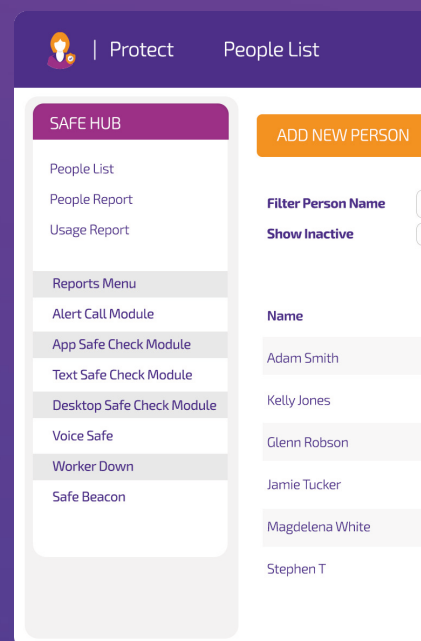 | Protect People List
SAFE HUB
People List
People Report
Usage Report
Reports Menu
Alert Call Module
App Safe Check Module
Text Safe Check Module
Desktop Safe Check Module
Voice Safe
Worker Down
Safe Beacon
ADD NEW PERSON
Filter Person Name
Show Inactive
Name
Adam Smith
Kelly Jones
Glenn Robson
Jamie Tucker
Magdelena White
Stephen T